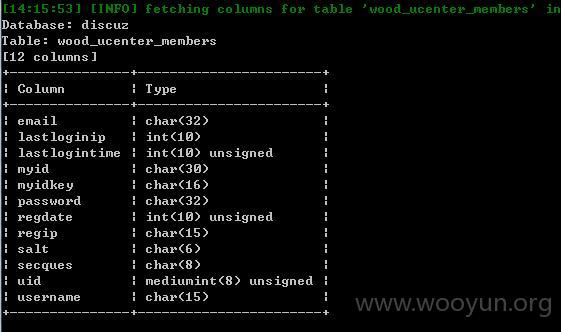 [14:15:53] [INFO] fetching columns for table 'wood_ucenter_members' in
Database: discuz
Table: wood_ucenter_members
[12 columns]
+---------------+-----------------------+
| Column | Type |
+---------------+-----------------------+
| email | char(32) |
| lastloginip | int(10) |
| lastlogintime | int(10) unsigned |
| myid | char(30) |
| myidkey | char(16) |
| password | char(32) |
| regdate | int(10) unsigned |
| regip | char(15) |
| salt | char(6) |
| secques | char(8) |
| uid | mediumint(8) unsigned |
| username | char(15) |
+---------------+-----------------------+
www.wooyun.org